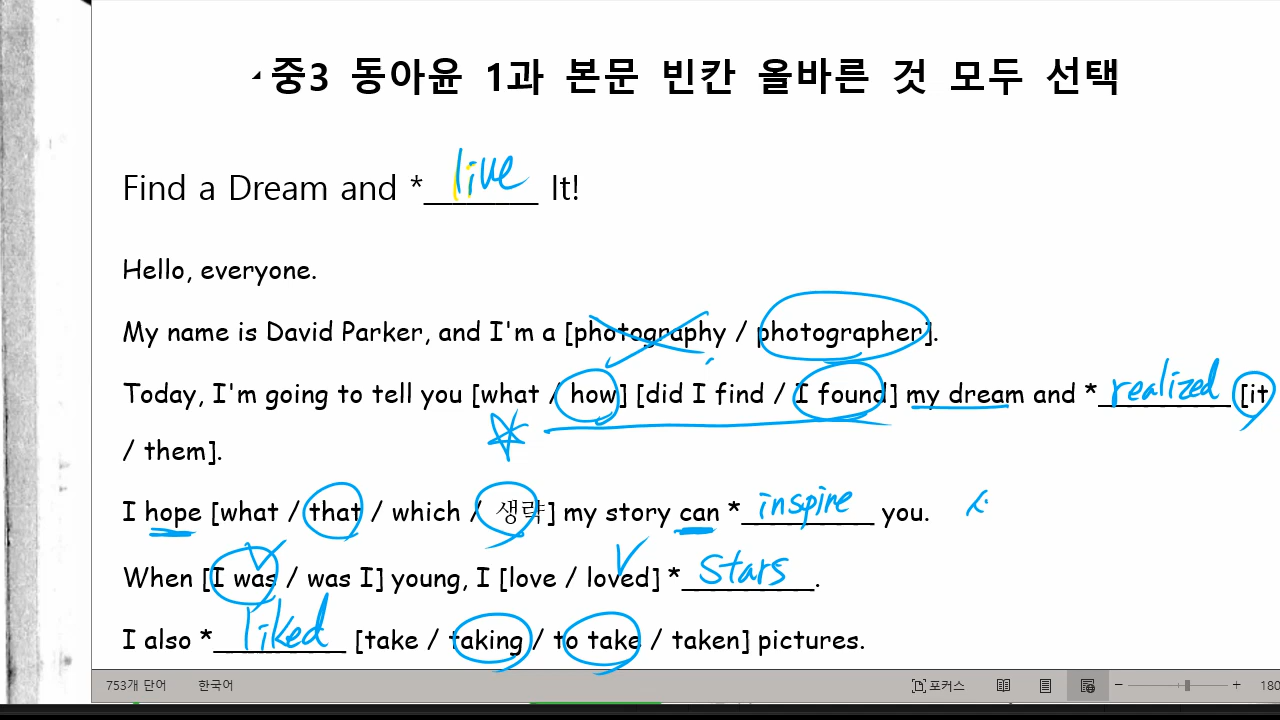 중3 동아윤 1과 본문 빈칸 올바른 것 모두 선택
Find a Dream and *live It!
Hello, everyone.
My name is David Parker, and I'm a [photography / photographer].
Today, I'm going to tell you [what / how] [did I find / I found] my dream and *realized [it
/ them].
I hope [what / that / which / 생략] my story can *inspire you.
When [I was / was I] young, I [love / loved] *stars.
I also *liked [take / taking / to take / taken] pictures.
753개 단어 한국어 포커스 180